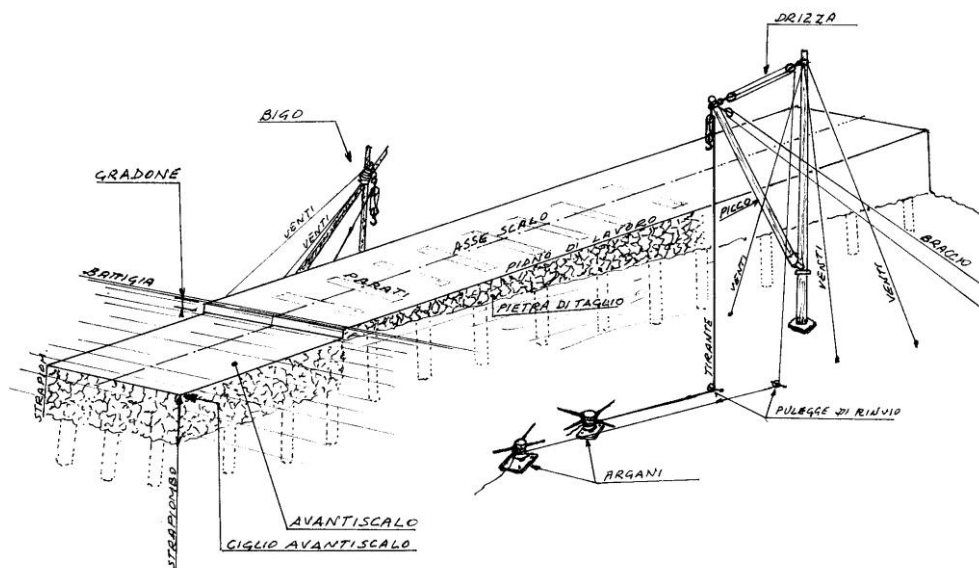 DRIZZA
BIGO
GRADONE
VENTI
VENTI
BATTIGIA
ASSE SCALO
PIANO DI LAVORO
PARATI
PIETRA DI TAGLIO
PICCO
VENTI
VENTI
VENTI
BRACCIO
TIRANTE
STRAPIOM
PULEGGE DI RINVIO
ARGANI
AVANTISCALO
CIGLIO AVANTISCALO
STRAPIOMBO